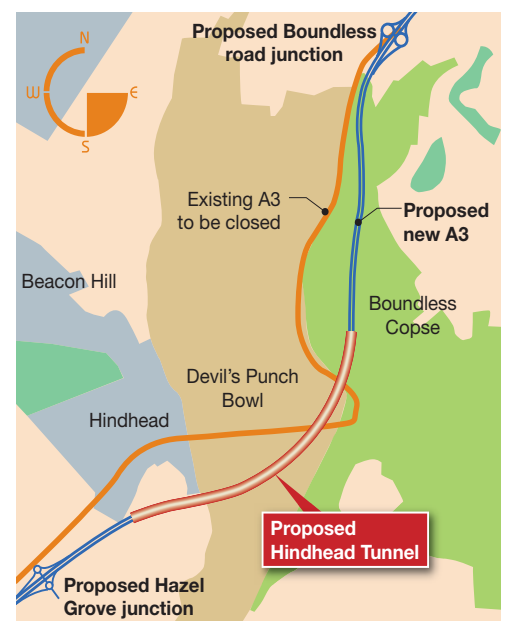 Proposed Boundless
road junction
N
W
E
S
Existing A3
to be closed
Proposed
new A3
Beacon Hill
Boundless
Copse
Devil's Punch
Bowl
Hindhead
Proposed
Hindhead Tunnel
Proposed Hazel
Grove junction